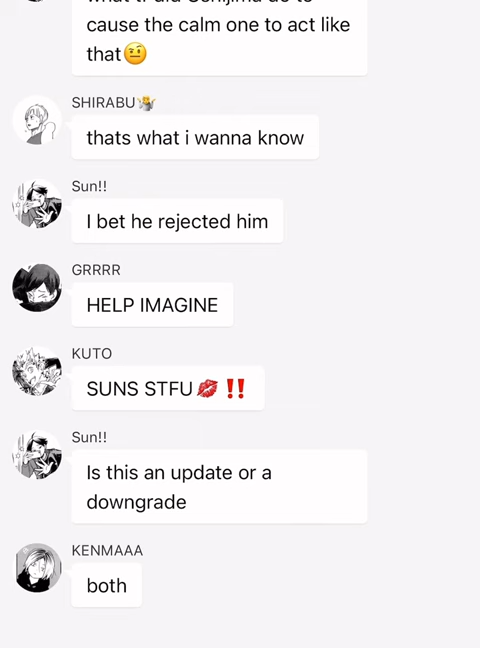 cause the calm one to act like
that🤨
SHIRABU🤷‍♂️
thats what i wanna know
Sun!!
I bet he rejected him
GRRRR
HELP IMAGINE
KUTO
SUNS STFU💋‼️
Sun!!
Is this an update or a
downgrade
KENMAAA
both